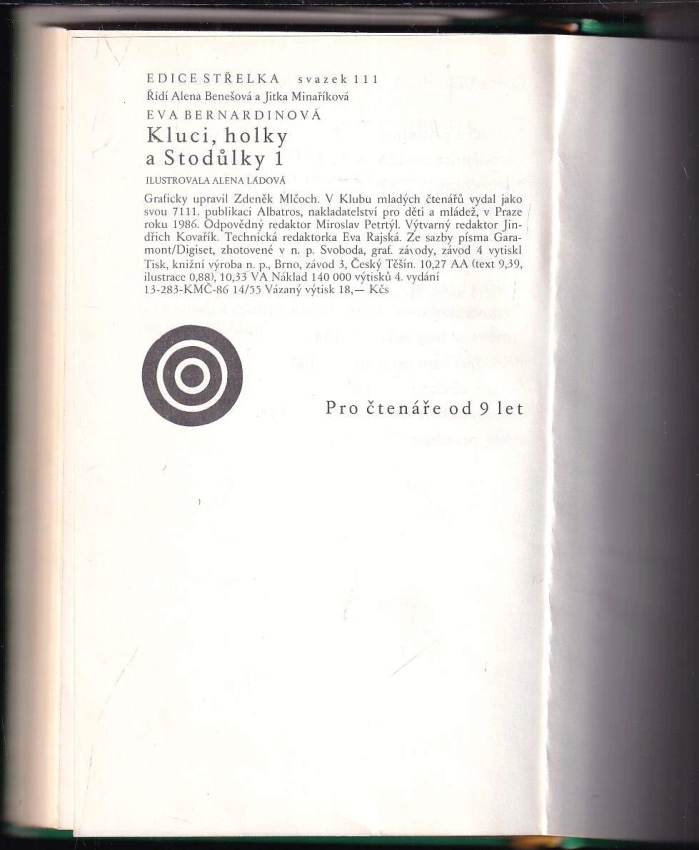 EDICE STŘELKA svazek 111
Řídí Alena Benešová a Jitka Minaříková
EVA BERNARDINOVÁ
Kluci, holky
a Stodůlky 1
ILUSTROVALA ALENA LADOVÁ
Graficky upravil Zdeněk Mlčoch. V Klubu mladých čtenářů vydal jako
svou 7111. publikaci Albatros, nakladatelství pro děti a mládež, v Praze
roku 1986. Odpovědný redaktor Miroslav Petrtýl. Výtvarný redaktor Jin-
dřich Kovařík. Technická redaktorka Eva Rajská. Ze sazby písma Gara-
mont/Digiset, zhotovené v n. p. Svoboda, graf. závody, závod 4 vytiskl
Tisk, knižní výroba n. p., Brno, závod 3, Český Těšín. 10,27 AA (text 9,39,
ilustrace 0,88), 10,33 VA Náklad 140 000 výtisků 4. vydání
13-283-KMČ-86 14/55 Vázaný výtisk 18,— Kčs
Pro čtenáře od 9 let